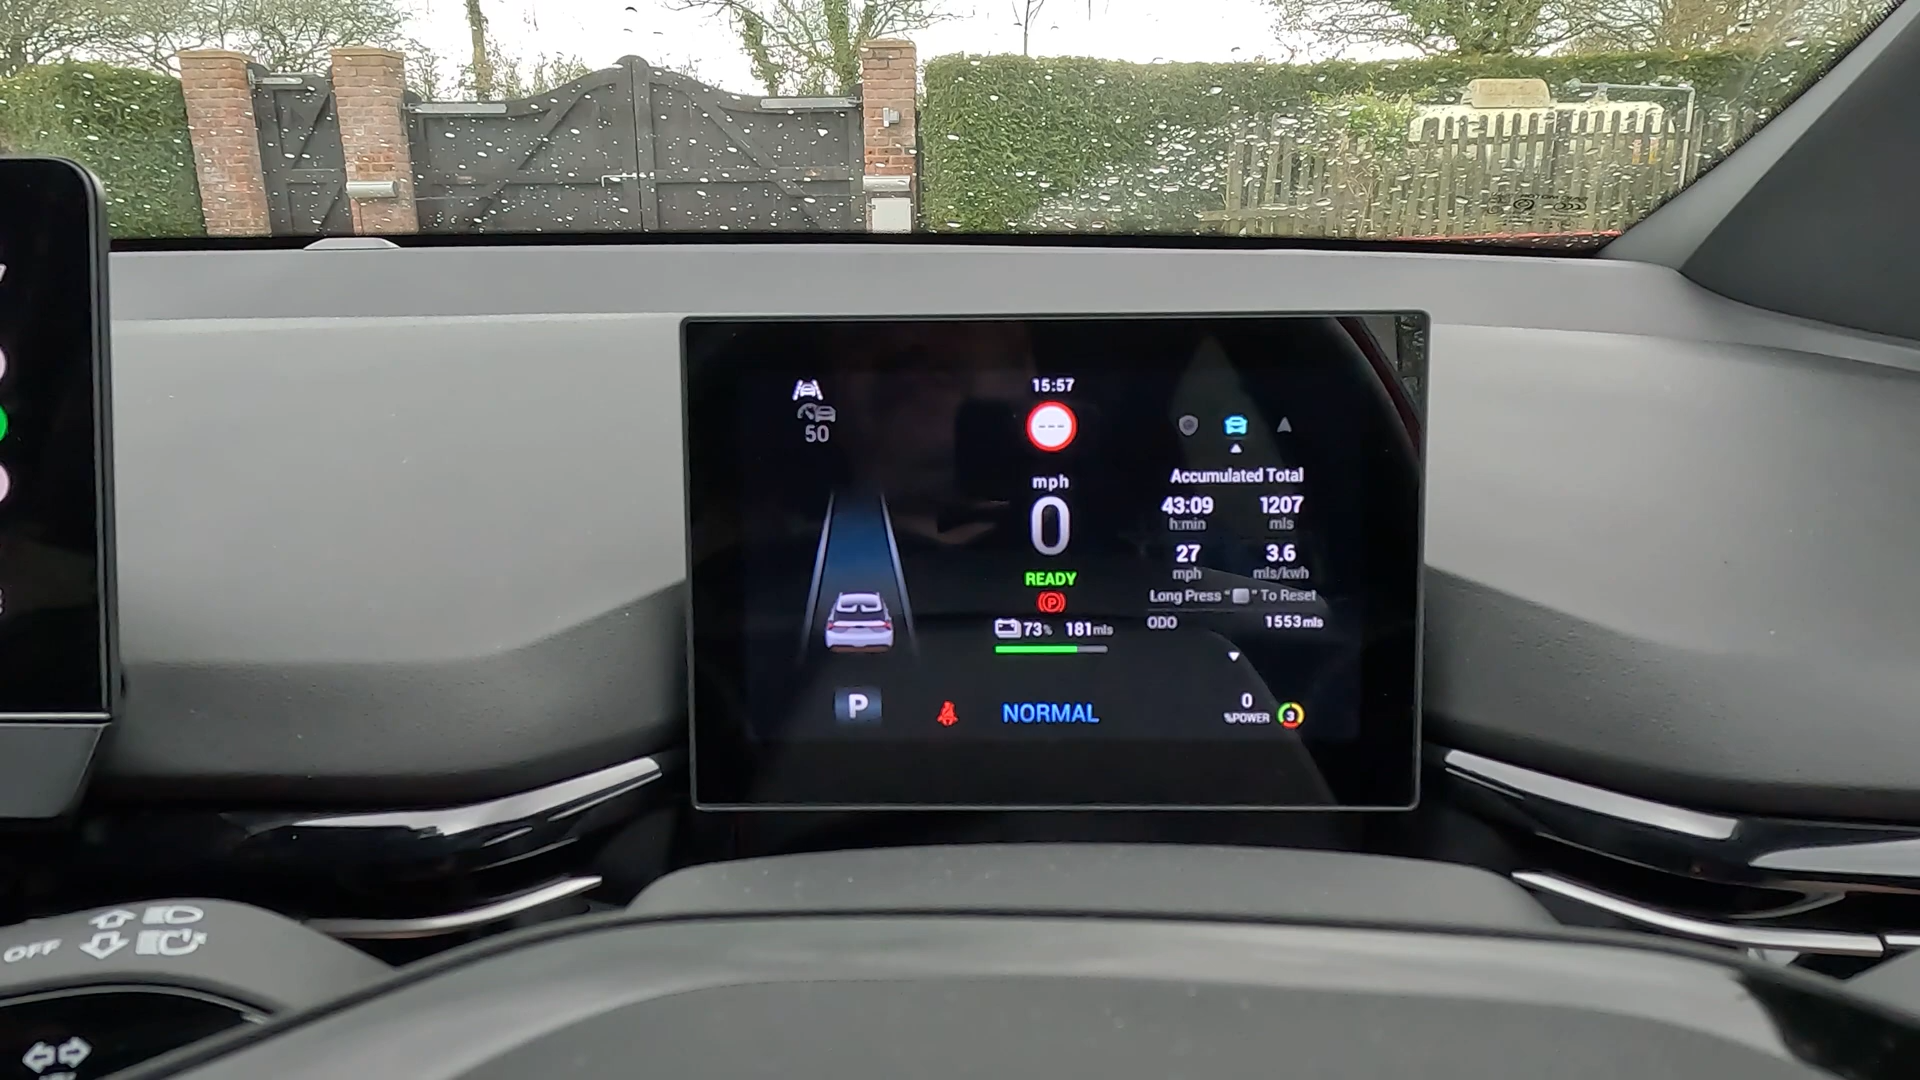 15:57
50
---
mph
0
READY
P
73% 181mls
P
NORMAL
Accumulated Total
43:09 1207
h:min mls
27 3.6
mph mls/kwh
Long Press "" To Reset
ODO 1553mls
0
%POWER 3
OFF